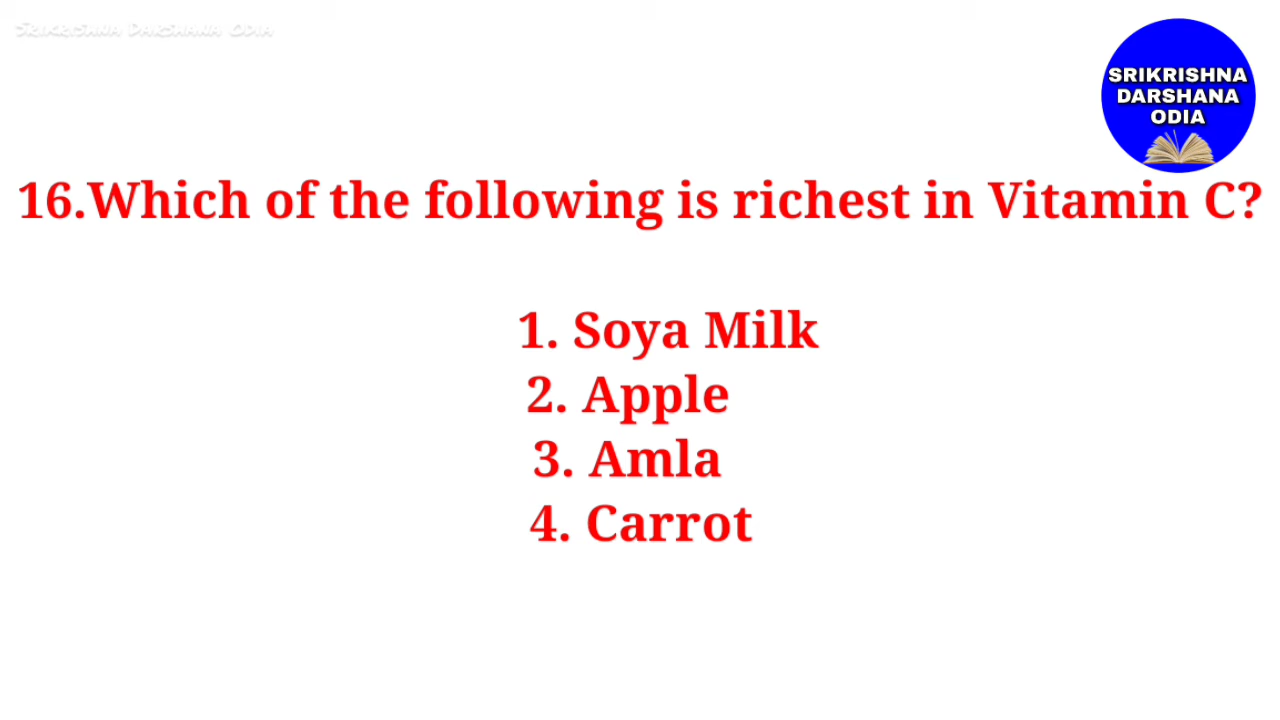 Srikrishna Darshana Odia
SRIKRISHNA
DARSHANA
ODIA
16.Which of the following is richest in Vitamin C?
1. Soya Milk
2. Apple
3. Amla
4. Carrot